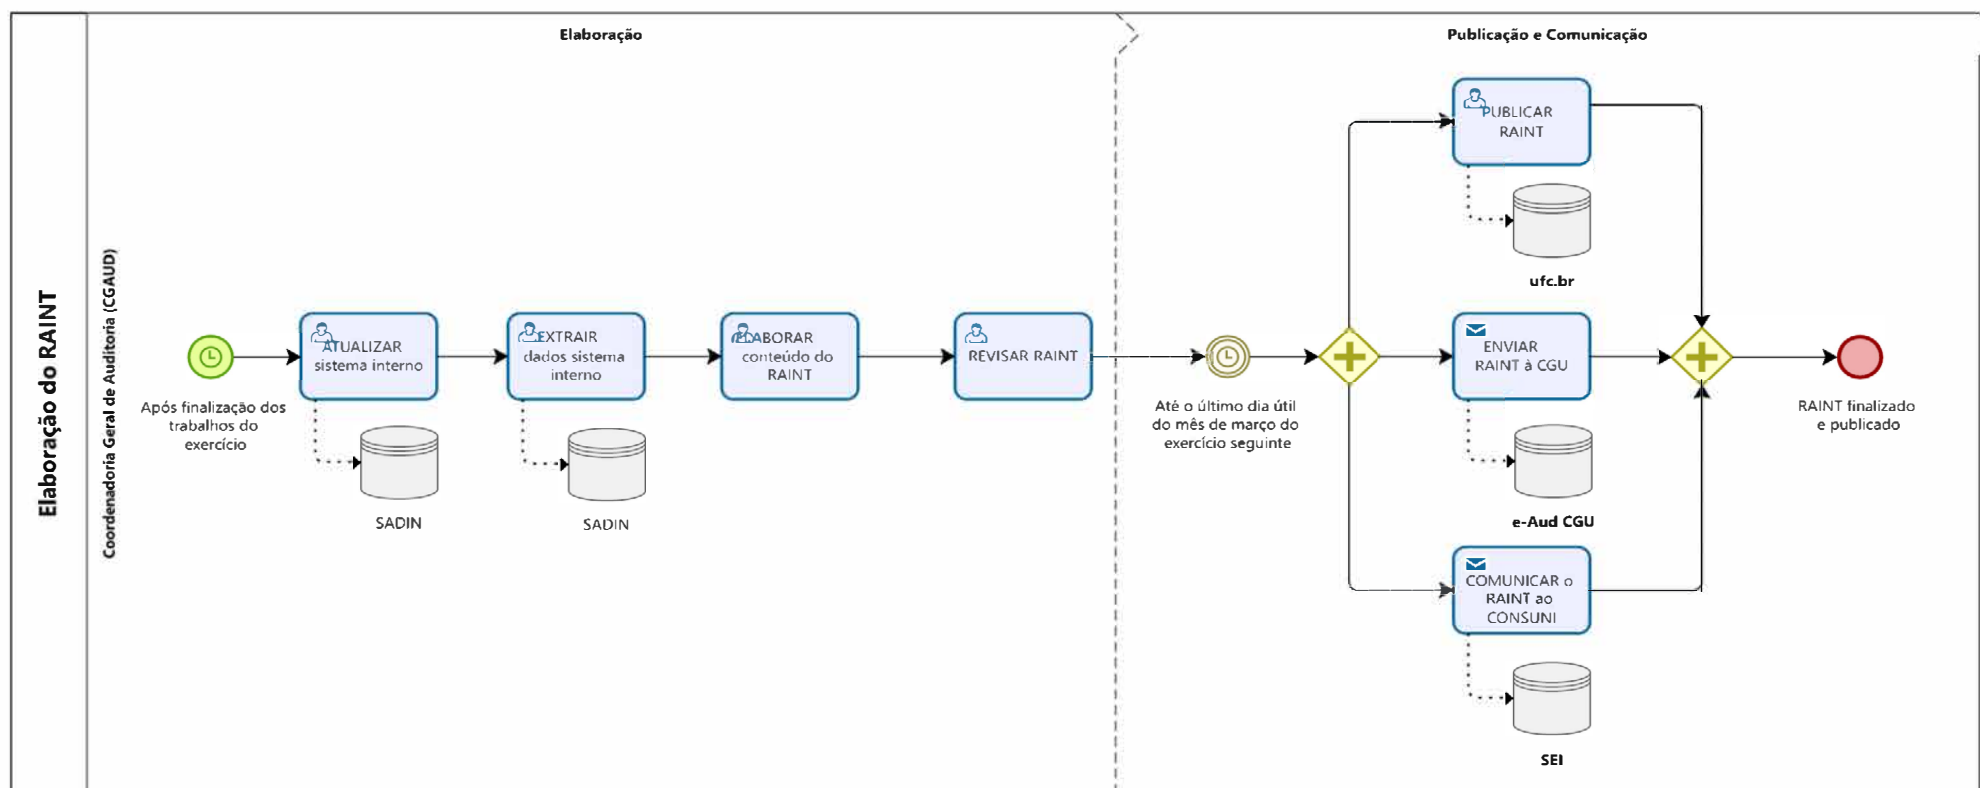 Elaboração
Publicação e Comunicação
Elaboração do RAINT
Coordenadoria Geral de Auditoria (CGAUD)
Após finalização dos
trabalhos do
exercício
ATUALIZAR
sistema interno
SADIN
EXTRAIR
dados sistema
interno
SADIN
ELABORAR
conteúdo do
RAINT
REVISAR RAINT
Até o último dia útil
do mês de março do
exercício seguinte
PUBLICAR
RAINT
ufc.br
ENVIAR
RAINT à CGU
e-Aud CGU
COMUNICAR o
RAINT ao
CONSUNI
SEI
RAINT finalizado
e publicado